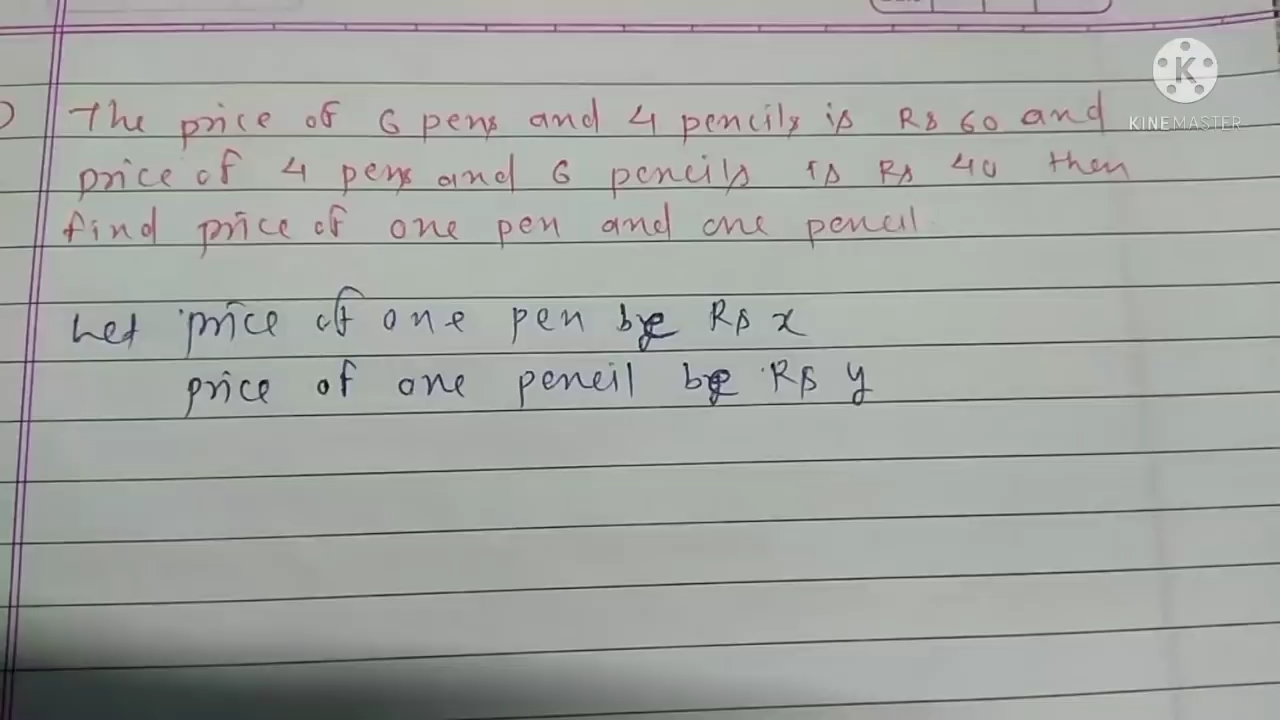 The price of 6 pens and 4 pencils is Rs 60 and
price of 4 pens and 6 pencils is Rs 40 then
find price of one pen and one pencil.
Let price of one pen be Rs x
price of one pencil be Rs y
K
KINEMASTER